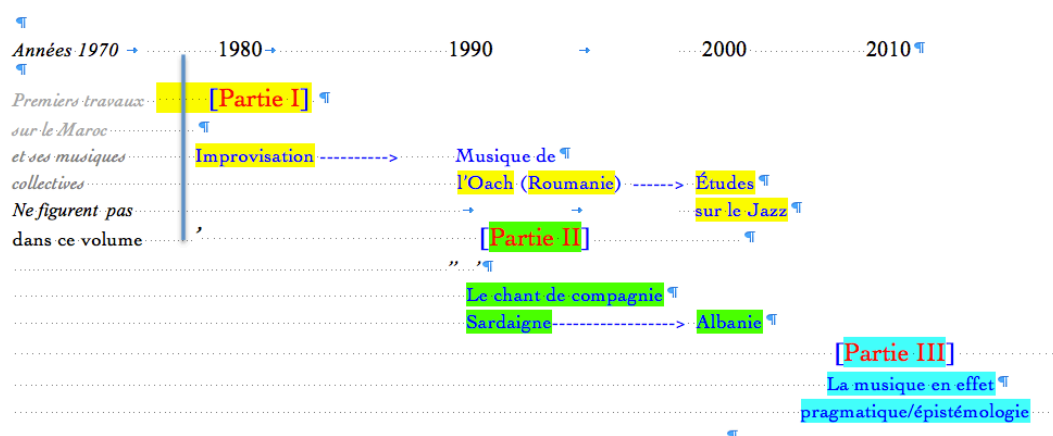 Années 1970 1980 1990 2000 2010
Premiers travaux [Partie I]
sur le Maroc
et ses musiques Improvisation ----------> Musique de
collectives l'Oach (Roumanie) ------> Études
Ne figurent pas sur le Jazz
dans ce volume ’ [Partie II]
” ’
Le chant de compagnie
Sardaigne-----------------> Albanie
[Partie III]
La musique en effet
pragmatique/épistémologie